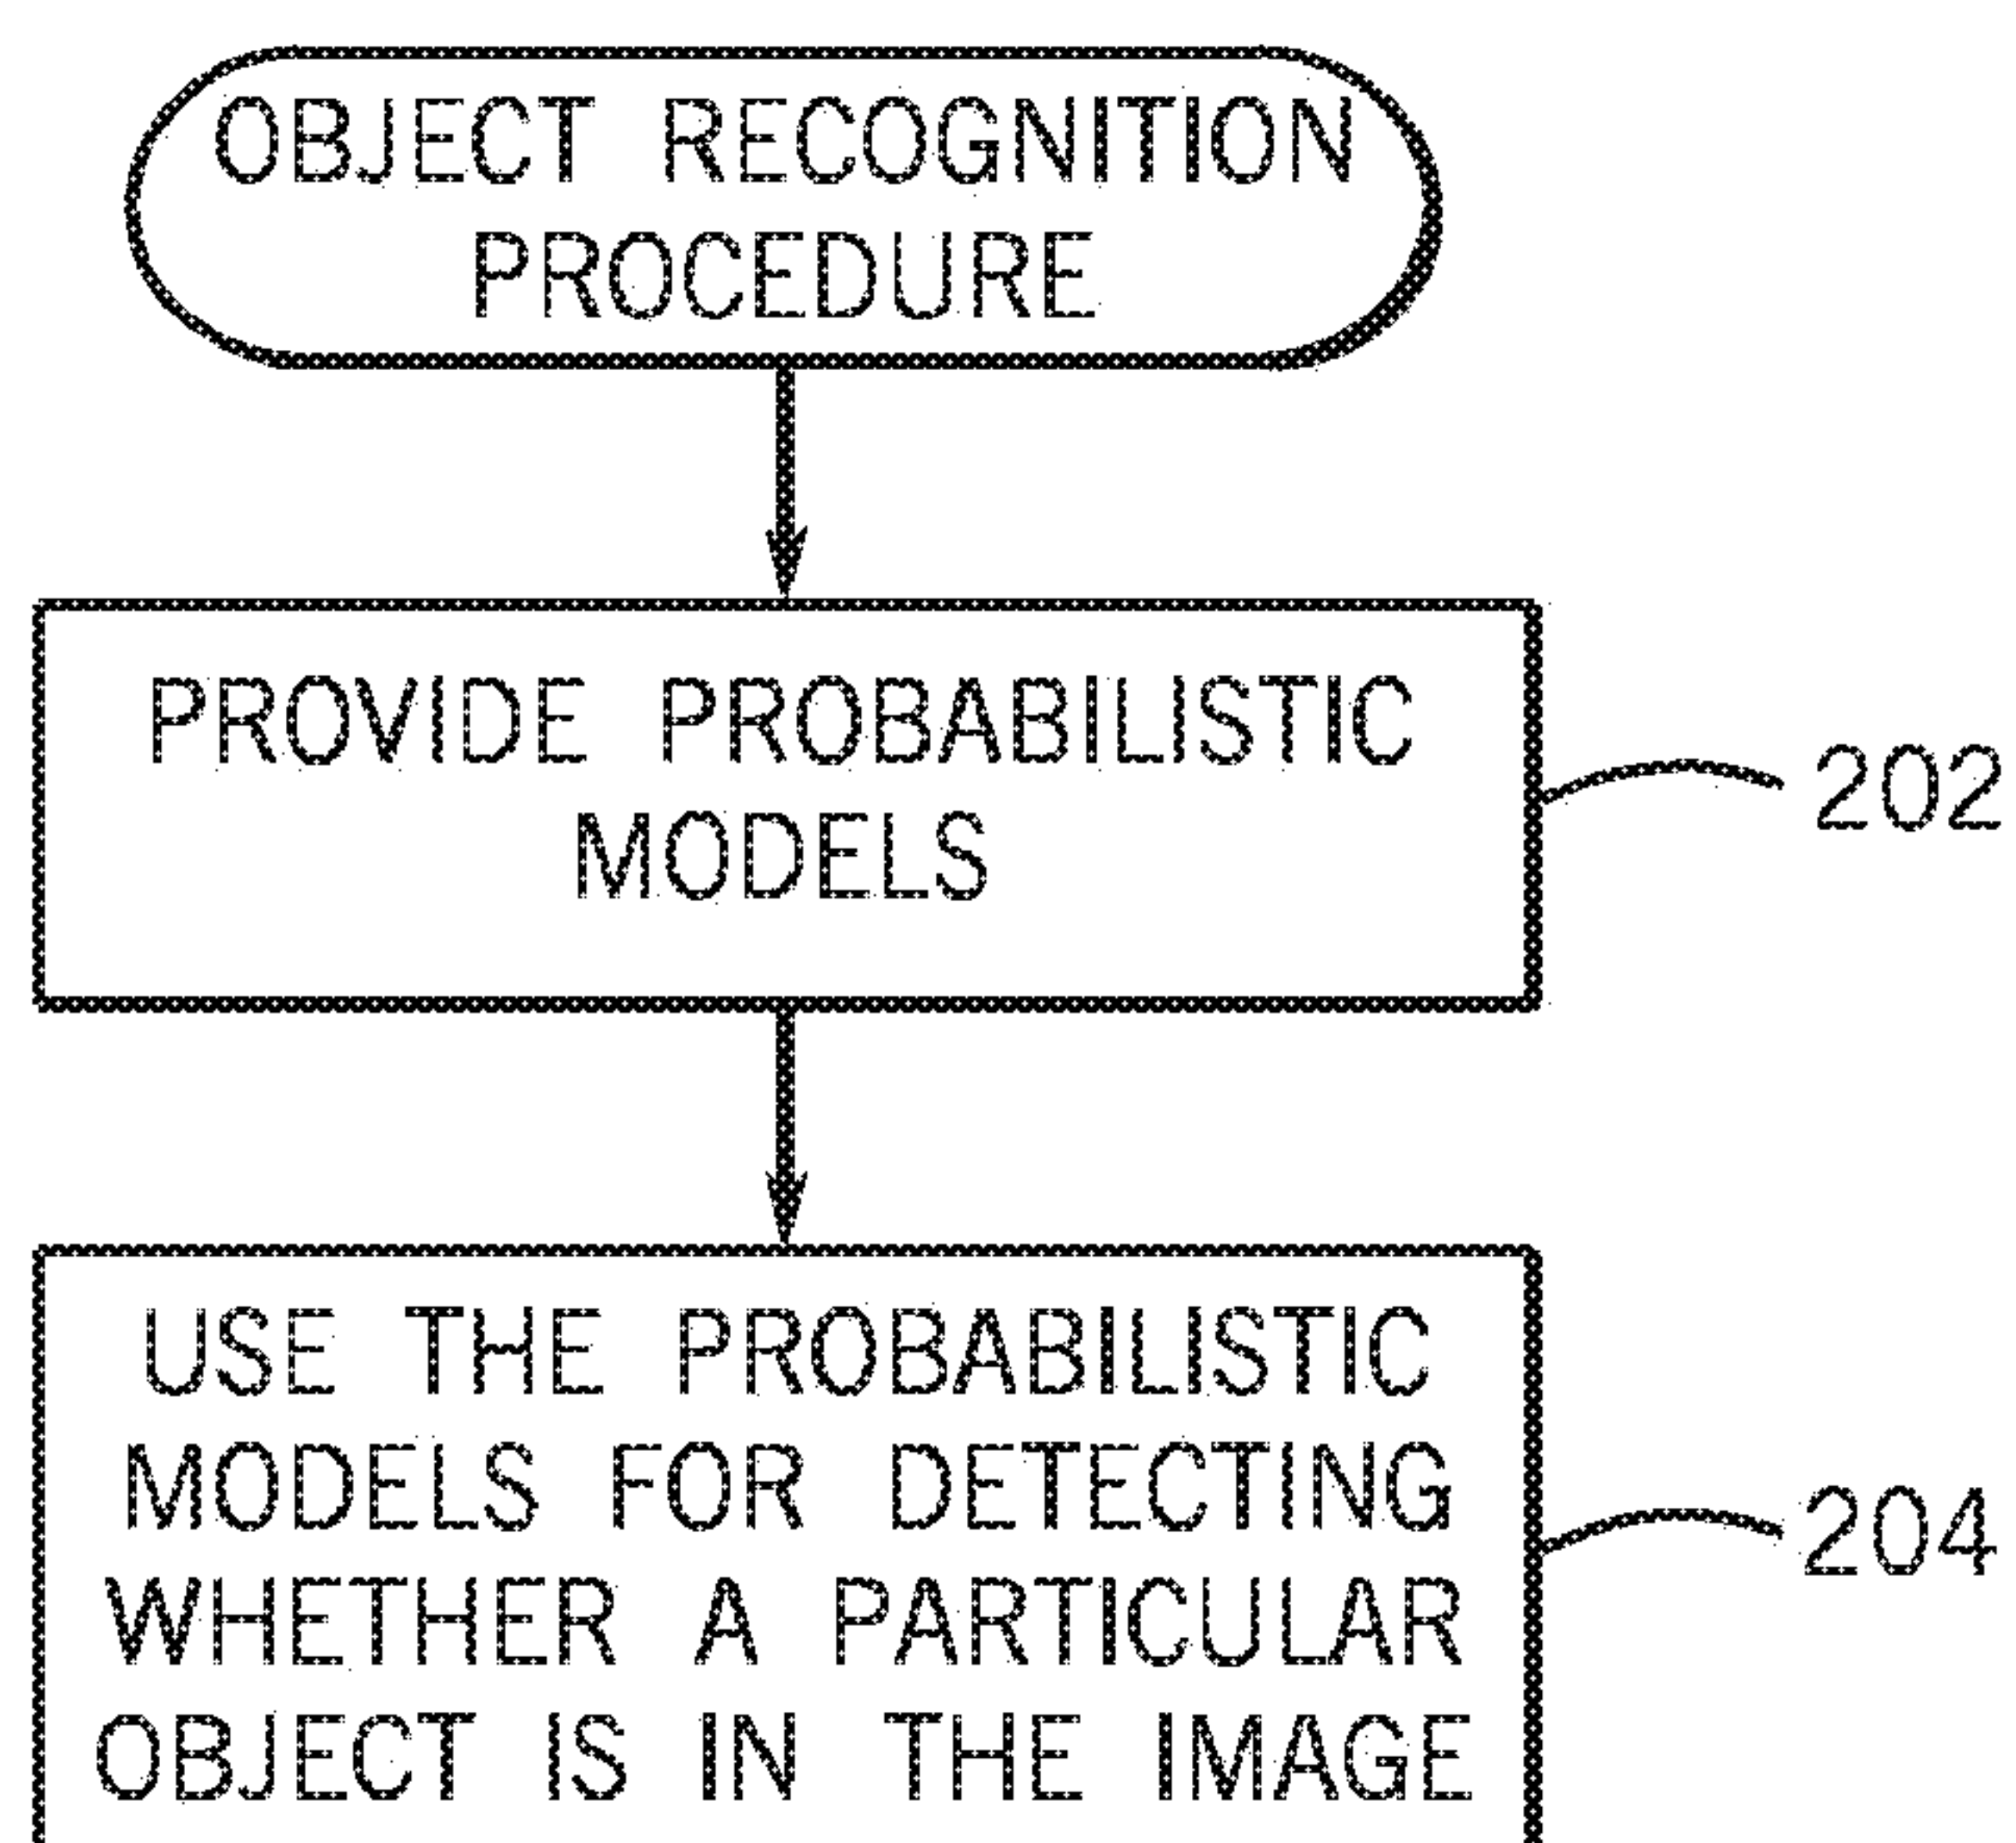 OBJECT RECOGNITION
PROCEDURE
PROVIDE PROBABILISTIC
MODELS
202
USE THE PROBABILISTIC
MODELS FOR DETECTING
WHETHER A PARTICULAR
OBJECT IS IN THE IMAGE
204